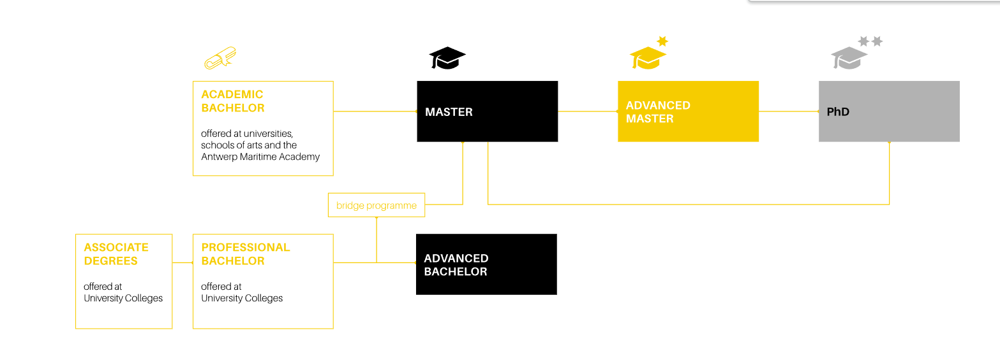 ACADEMIC
BACHELOR
offered at universities,
schools of arts and the
Antwerp Maritime Academy
MASTER
ADVANCED
MASTER
PhD
bridge programme
ASSOCIATE
DEGREES
offered at
University Colleges
PROFESSIONAL
BACHELOR
offered at
University Colleges
ADVANCED
BACHELOR